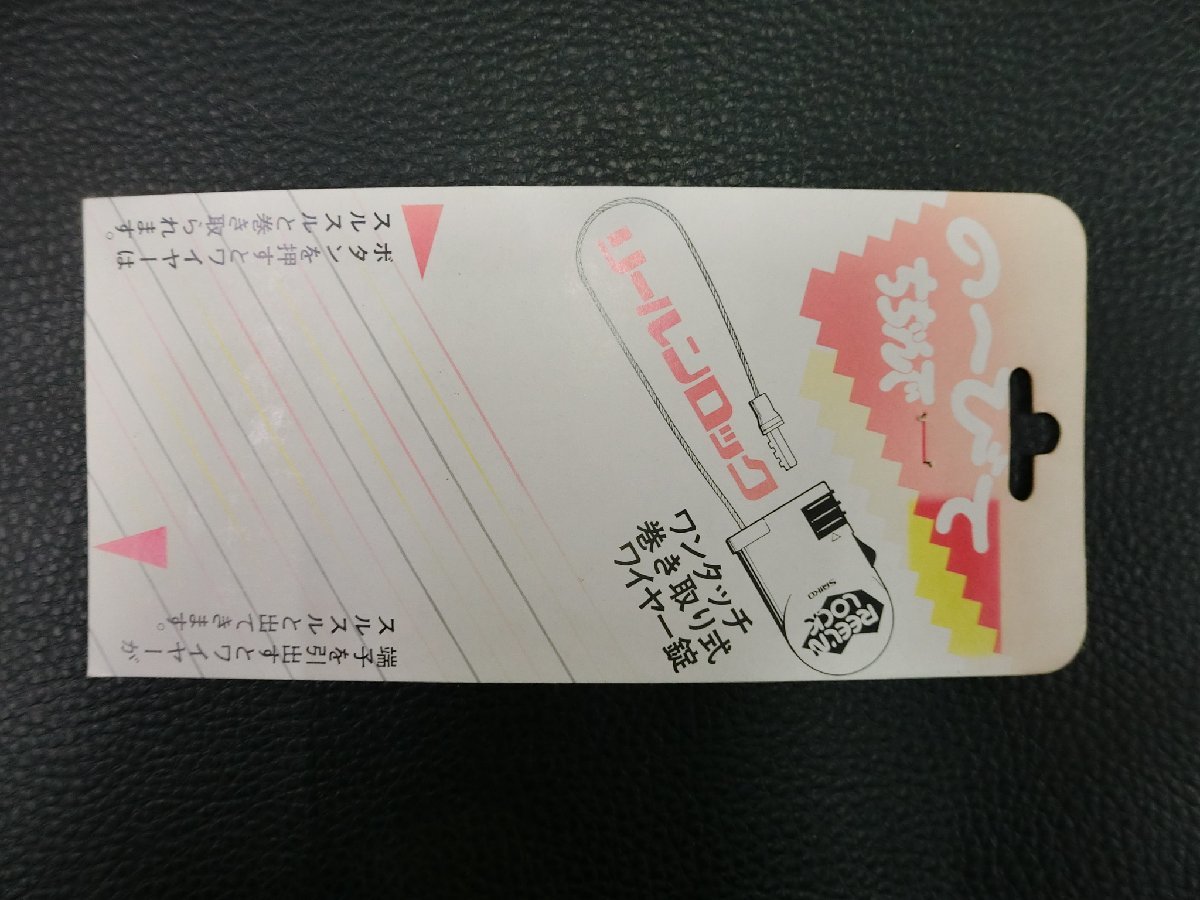 の〜びて
ちぢんで
リールンロック
ワンタッチ
巻き取り式
ワイヤー錠
REEL
LOCK
端子を引出すとワイヤーが
スルスルと出てきます。
ボタンを押すとワイヤーは
スルスルと巻き取られます。